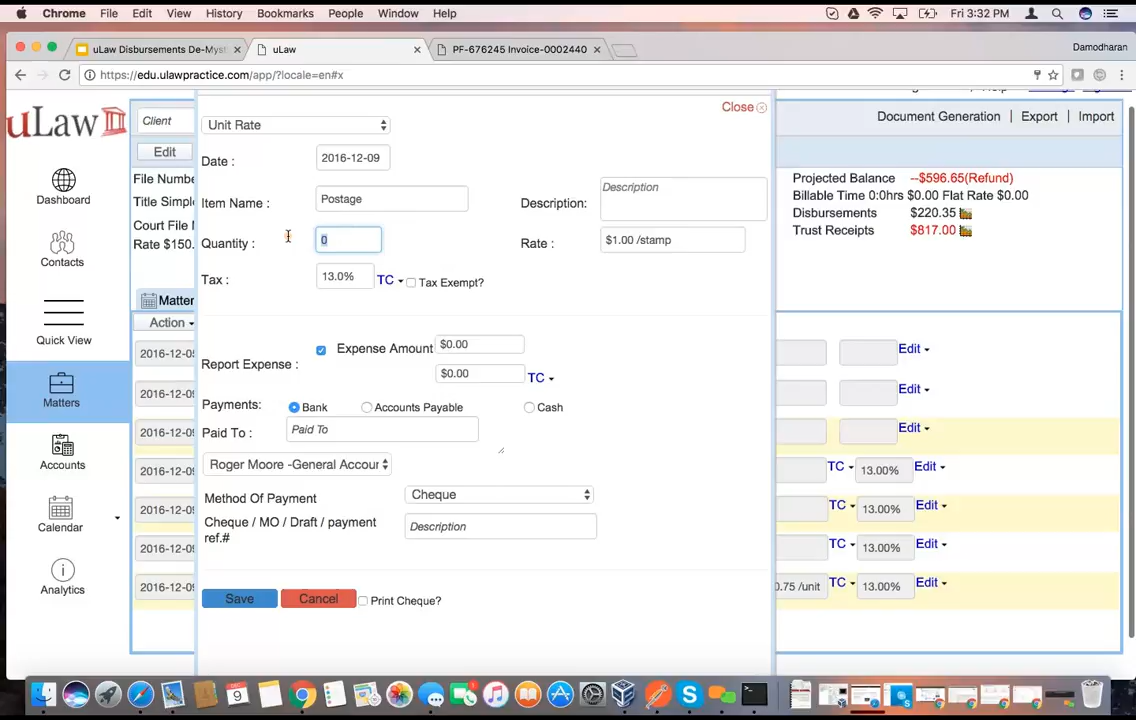 Chrome File Edit View History Bookmarks People Window Help Fri 3:32 PM
uLaw Disbursements De-Myst uLaw PF-676245 Invoice-0002440 Damodharan
https://edu.ulawpractice.com/app/?locale=en#x
uLaw
Client
Close
Document Generation | Export | Import
Unit Rate
Edit
Date :
2016-12-09
File Numbe
Projected Balance --$596.65(Refund)
Billable Time 0:0hrs $0.00 Flat Rate $0.00
Dashboard
Title Simple
Item Name :
Postage
Description:
Description
Disbursements $220.35
Court File N
Trust Receipts $817.00
Rate $150.
Quantity :
0
Rate :
$1.00 /stamp
Contacts
Tax :
13.0%
TC
Tax Exempt?
Matter
Action
Quick View
Report Expense :
Expense Amount
$0.00
$0.00
TC
2016-12-05
Edit
2016-12-09
Edit
Matters
Payments:
Bank
Accounts Payable
Cash
2016-12-09
Edit
Paid To :
Paid To
Accounts
Roger Moore -General Accour
2016-12-09
TC
13.00%
Edit
Method Of Payment
Cheque
2016-12-09
TC
13.00%
Edit
Calendar
Cheque / MO / Draft / payment
ref.#
Description
2016-12-09
TC
13.00%
Edit
Analytics
2016-12-09
0.75 /unit
TC
13.00%
Edit
Save
Cancel
Print Cheque?
9